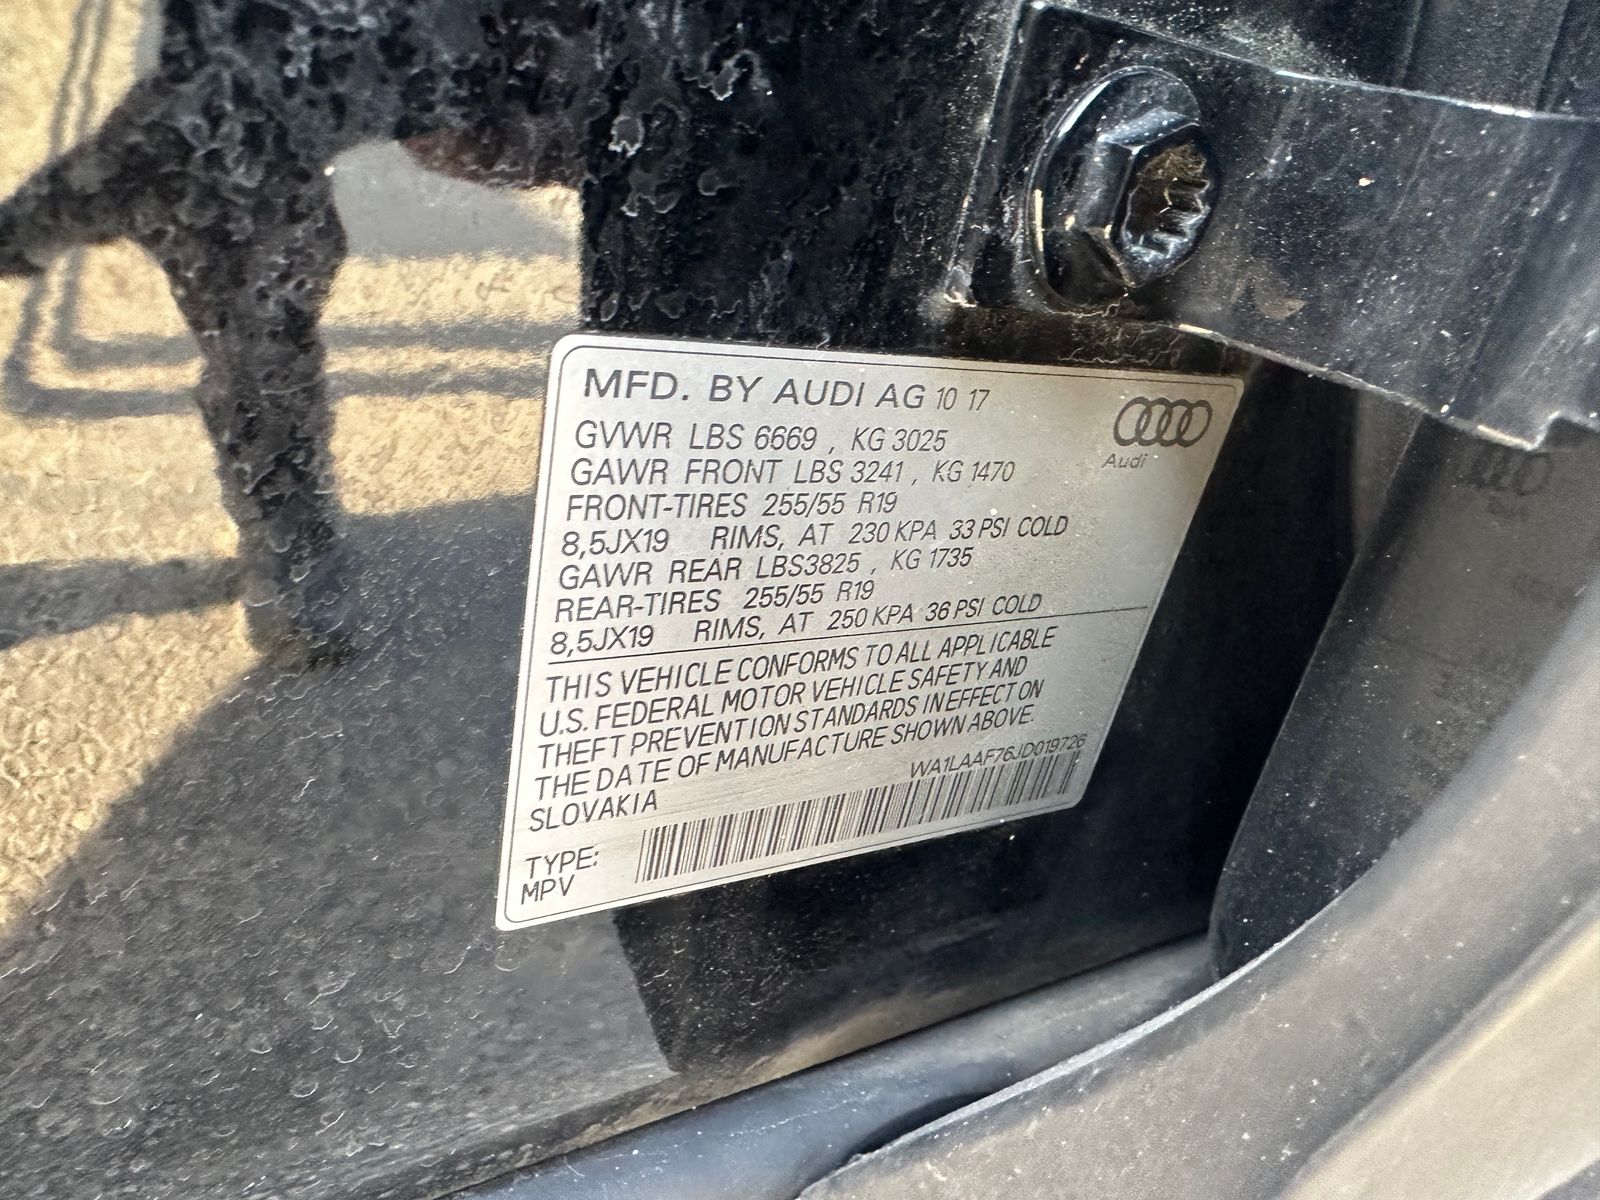 MFD. BY AUDI AG 10 17
GVWR LBS 6669 , KG 3025
GAWR FRONT LBS 3241 , KG 1470
FRONT-TIRES 255/55 R19
8,5JX19 RIMS, AT 230 KPA 33 PSI COLD
GAWR REAR LBS3825 , KG 1735
REAR-TIRES 255/55 R19
8,5JX19 RIMS, AT 250 KPA 36 PSI COLD
Audi
THIS VEHICLE CONFORMS TO ALL APPLICABLE
U.S. FEDERAL MOTOR VEHICLE SAFETY AND
THEFT PREVENTION STANDARDS IN EFFECT ON
THE DATE OF MANUFACTURE SHOWN ABOVE.
SLOVAKIA
WA1LAAF76JD019726
TYPE:
MPV